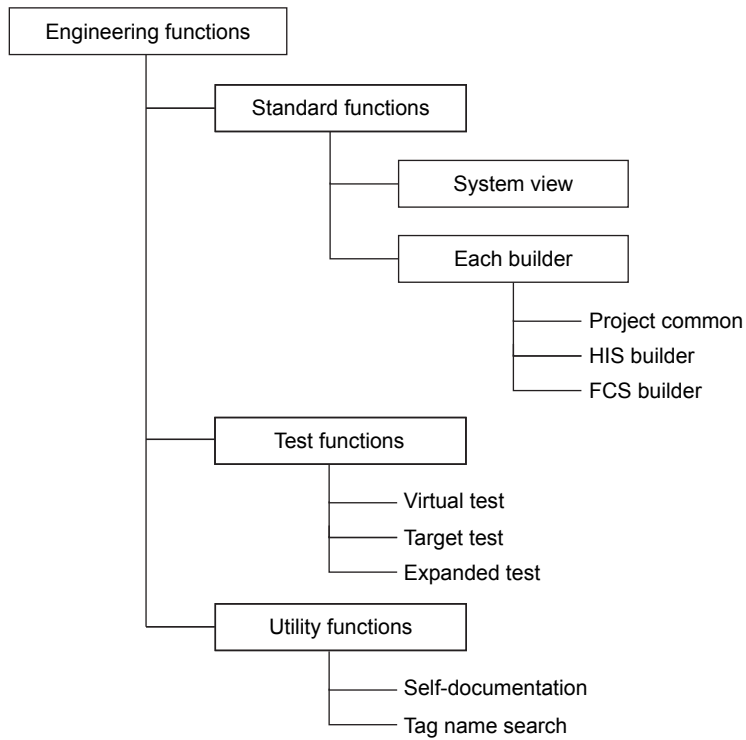 Engineering functions
Standard functions
System view
Each builder
Project common
HIS builder
FCS builder
Test functions
Virtual test
Target test
Expanded test
Utility functions
Self-documentation
Tag name search